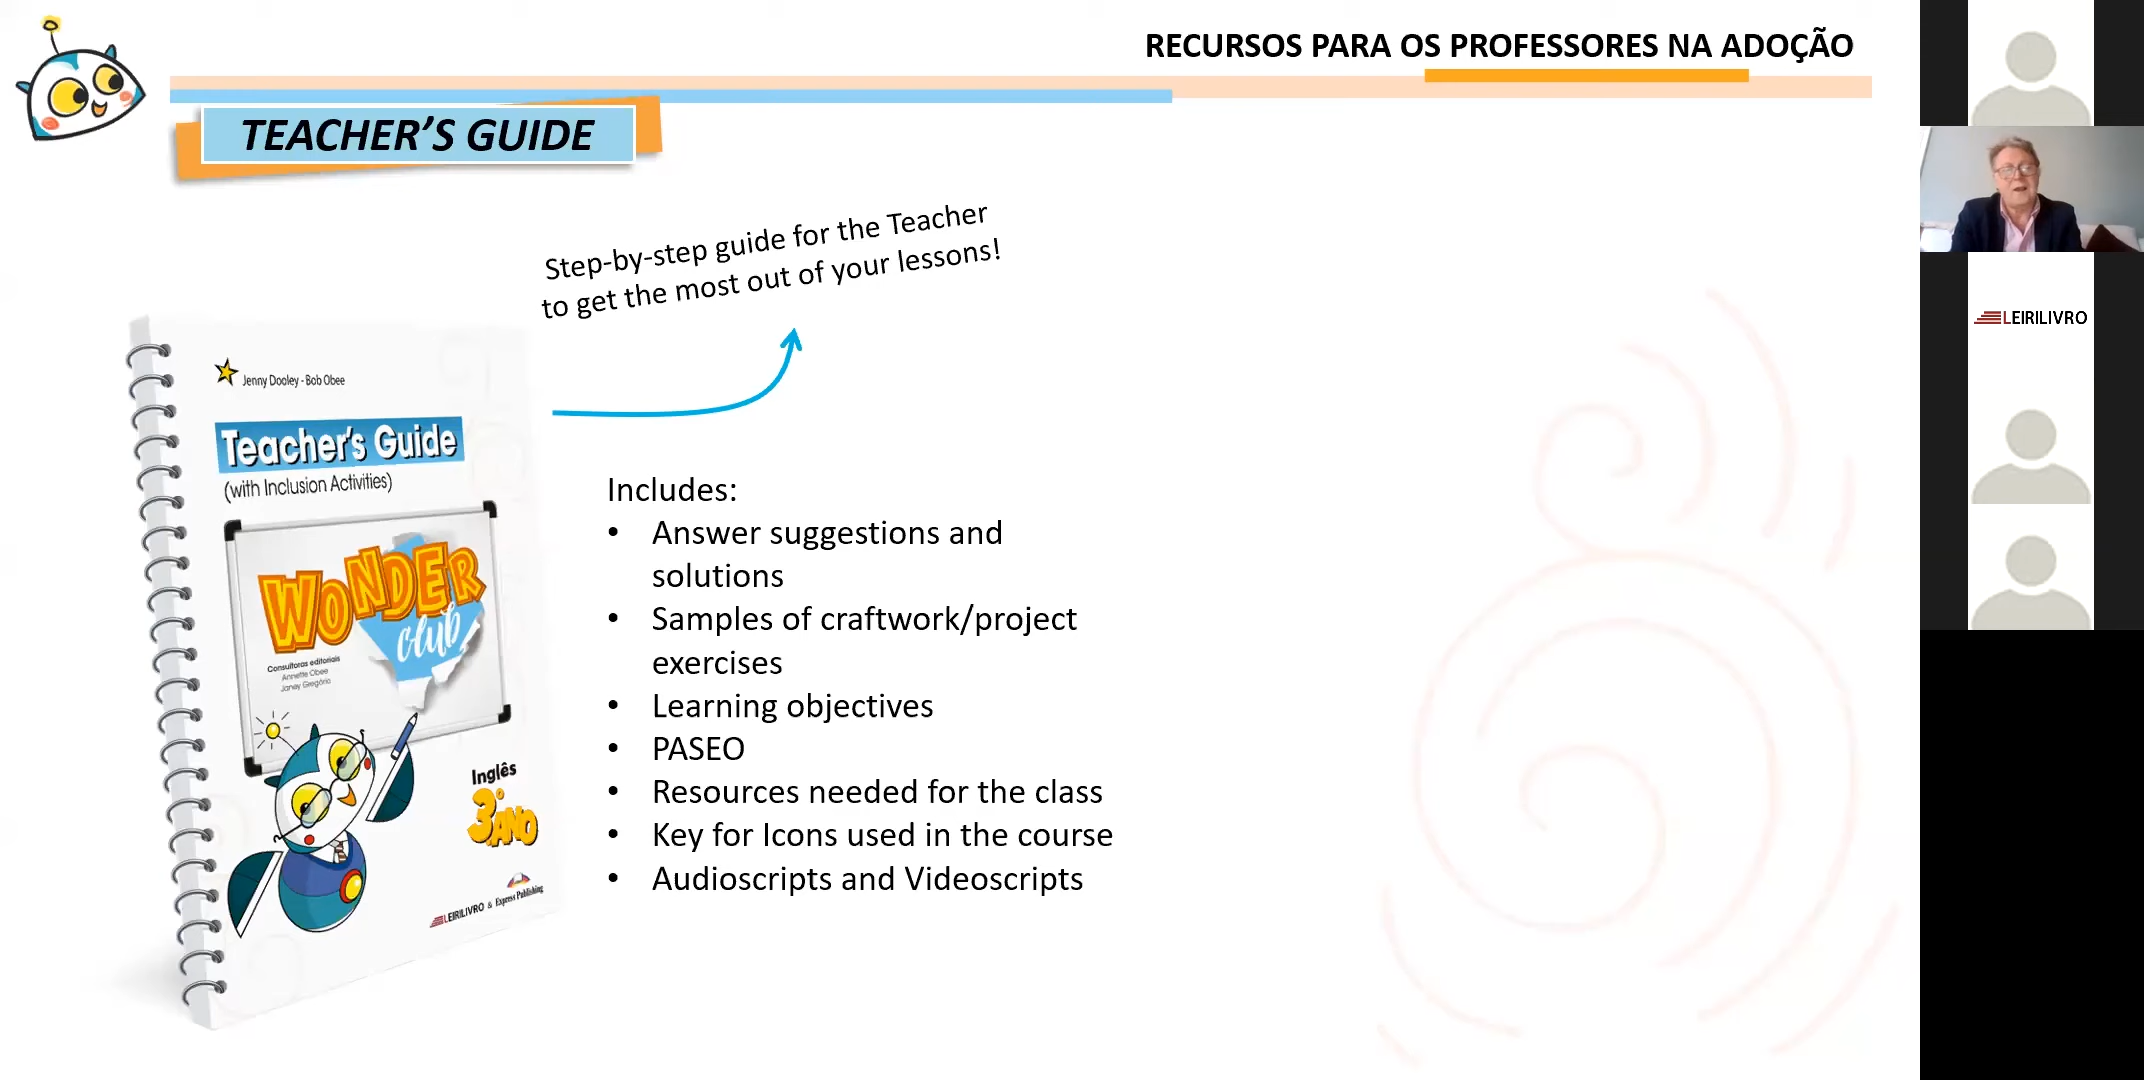 RECURSOS PARA OS PROFESSORES NA ADOÇÃO
TEACHER’S GUIDE
Step-by-step guide for the Teacher
to get the most out of your lessons!
Jenny Dooley - Bob Obee
Teacher's Guide
(with Inclusion Activities)
WONDER
club
Consultoras editoriais
Annette Obee
Janey Gregório
Inglês
3.º ANO
LEIRILIVRO & Express Publishing
Includes:
• Answer suggestions and
solutions
• Samples of craftwork/project
exercises
• Learning objectives
• PASEO
• Resources needed for the class
• Key for Icons used in the course
• Audioscripts and Videoscripts
LEIRILIVRO